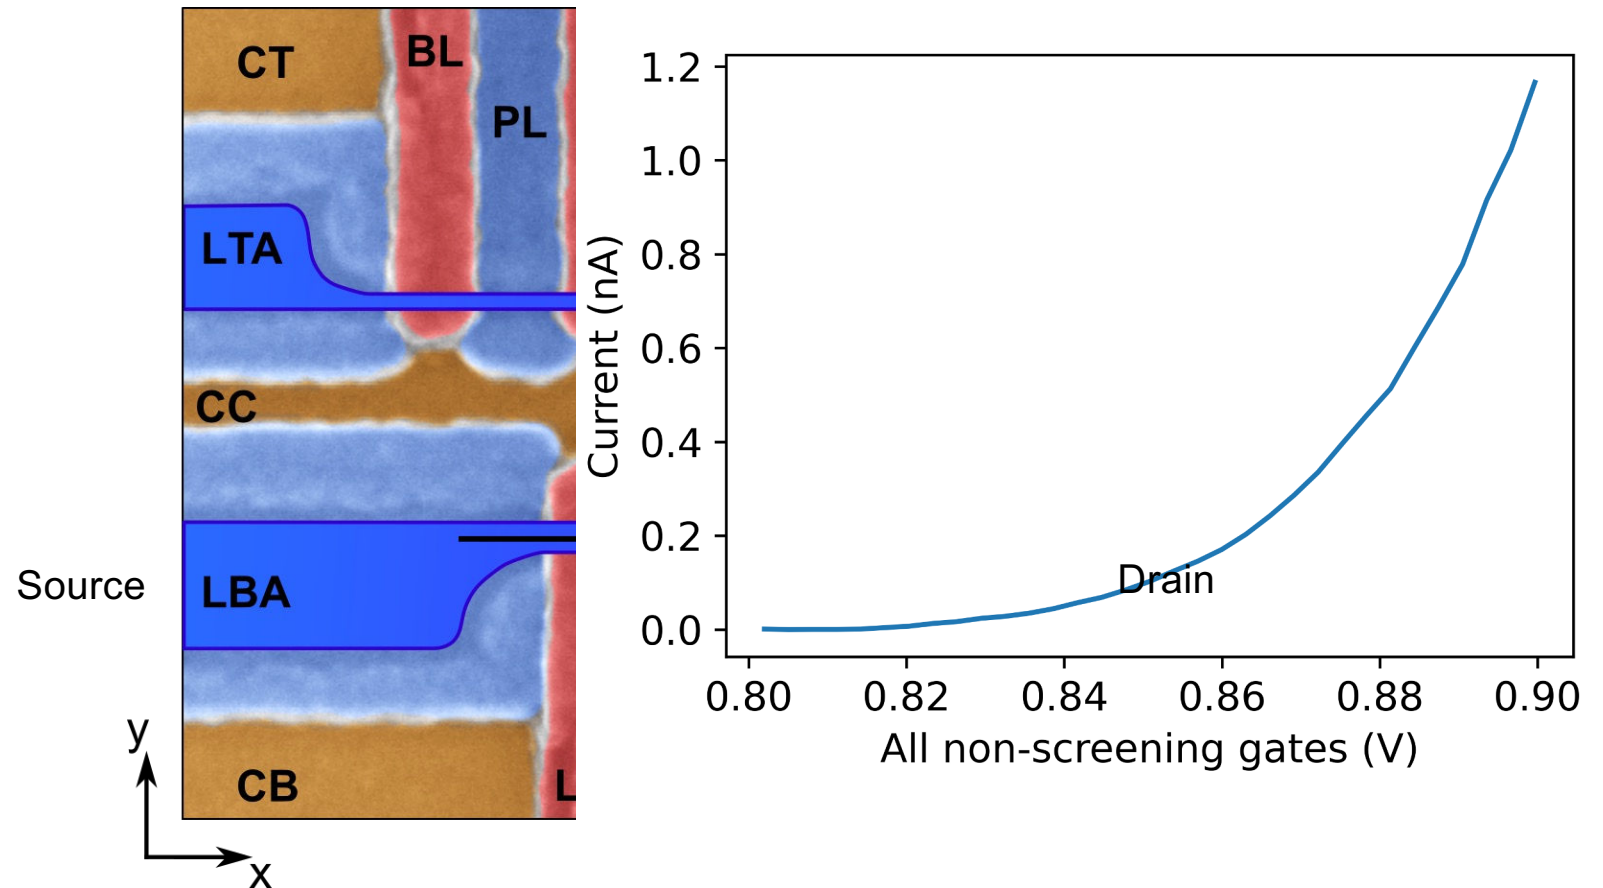 CT
BL
PL
LTA
CC
Source
LBA
CB
L
y
x
1.2
1.0
0.8
0.6
0.4
0.2
0.0
Current (nA)
Drain
0.80 0.82 0.84 0.86 0.88 0.90
All non-screening gates (V)